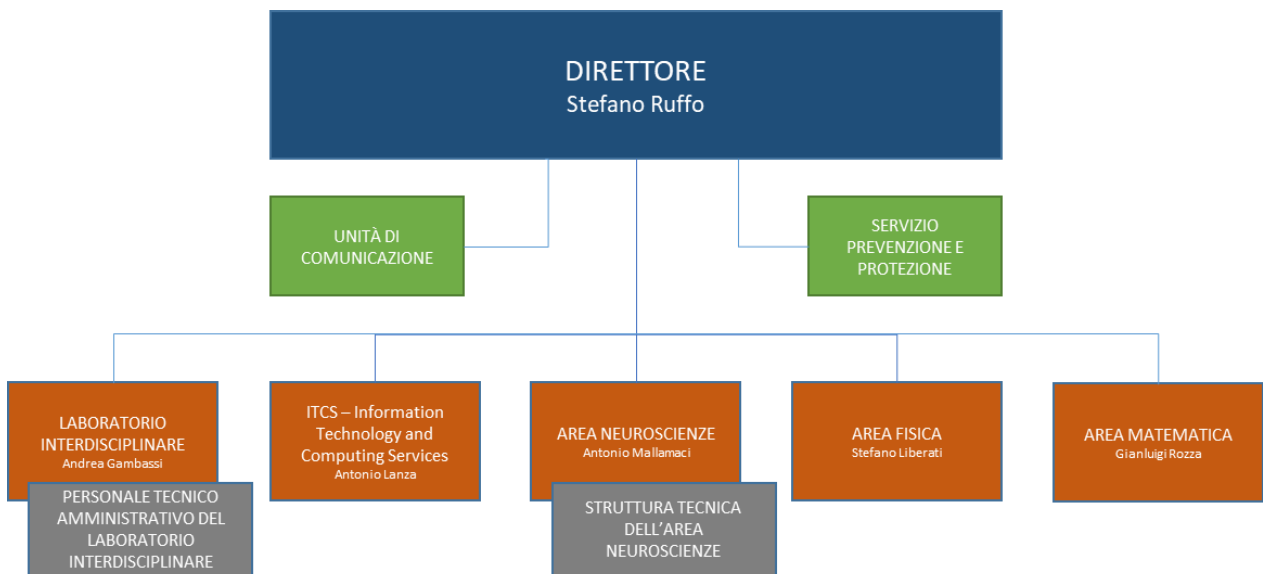 DIRETTORE
Stefano Ruffo
UNITÀ DI
COMUNICAZIONE
SERVIZIO
PREVENZIONE E
PROTEZIONE
LABORATORIO
INTERDISCIPLINARE
Andrea Gambassi
PERSONALE TECNICO
AMMINISTRATIVO DEL
LABORATORIO
INTERDISCIPLINARE
ITCS – Information
Technology and
Computing Services
Antonio Lanza
AREA NEUROSCIENZE
Antonio Mallamaci
STRUTTURA TECNICA
DELL’AREA
NEUROSCIENZE
AREA FISICA
Stefano Liberati
AREA MATEMATICA
Gianluigi Rozza